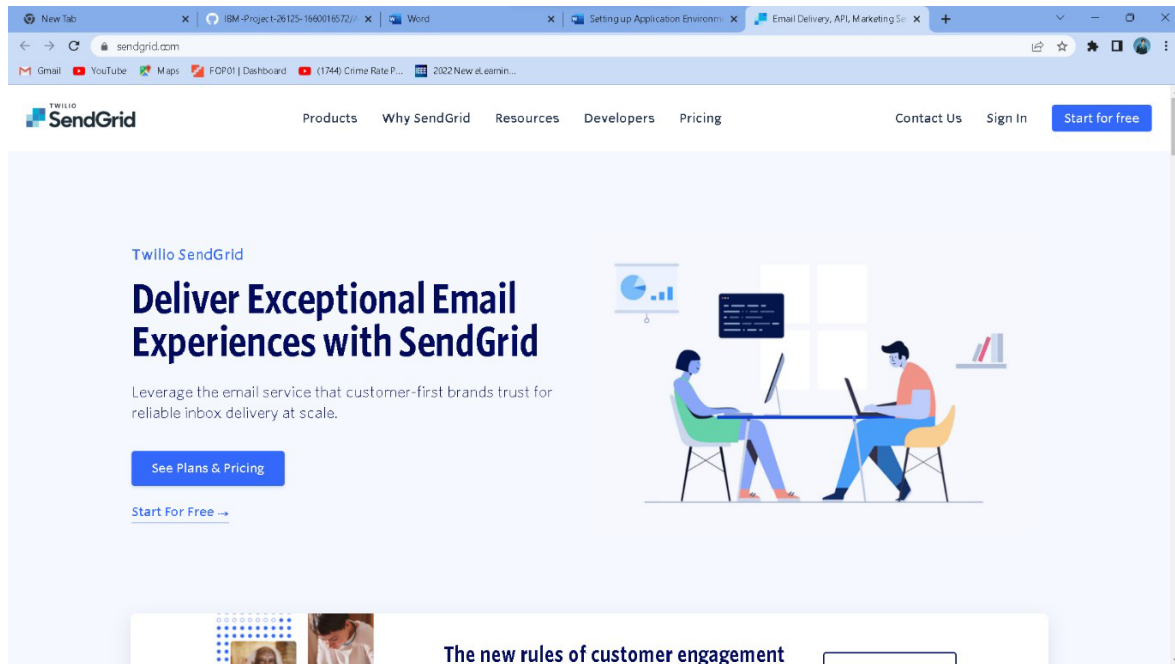 New Tab
IBM-Project-26125-1660016572/
Word
Setting up Application Environm
Email Delivery, API, Marketing Se
sendgrid.com
Gmail
YouTube
Maps
FOP01 | Dashboard
(1744) Crime Rate P...
2022 New eLearnin...
TWILIO
SendGrid
Products
Why SendGrid
Resources
Developers
Pricing
Contact Us
Sign In
Start for free
Twilio SendGrid
Deliver Exceptional Email
Experiences with SendGrid
Leverage the email service that customer-first brands trust for
reliable inbox delivery at scale.
See Plans & Pricing
Start For Free →
The new rules of customer engagement